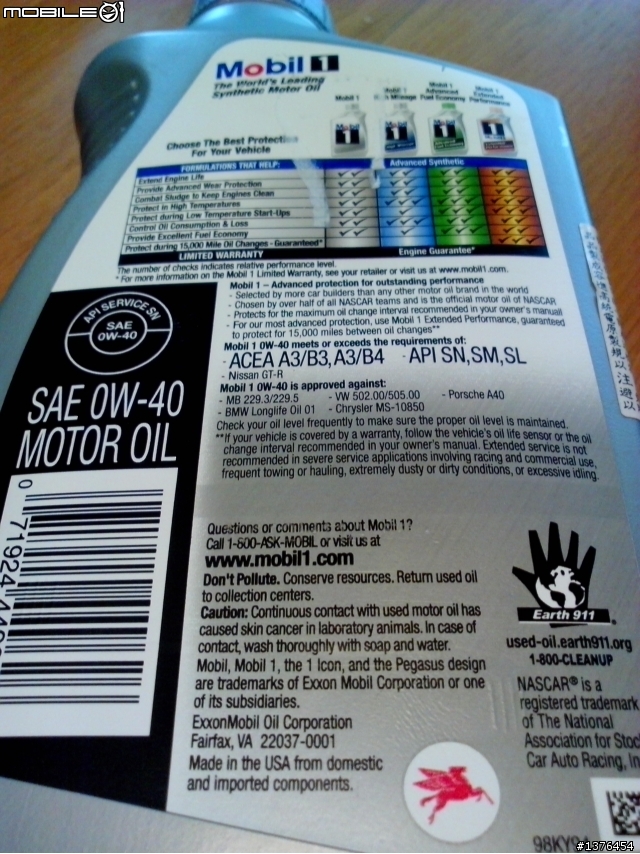 MOBILE01
Mobil 1
The World's Leading
Synthetic Motor Oil
Choose The Best Protection
For Your Vehicle
Mobil 1
Mobil 1
Mileage
Mobil 1
Advanced
Fuel Economy
Mobil 1
Extended
Performance
FORMULATIONS THAT HELP:
Advanced Synthetic
Extend Engine Life
Provide Advanced Wear Protection
Combat Sludge to Keep Engines Clean
Protect in High Temperatures
Protect during Low Temperature Start-Ups
Control Oil Consumption & Loss
Provide Excellent Fuel Economy
Protect during 15,000 Mile Oil Changes - Guaranteed*
LIMITED WARRANTY
Engine Guarantee*
The number of checks indicates relative performance level.
* For more information on the Mobil 1 Limited Warranty, see your retailer or visit us at www.mobil1.com.
Mobil 1 – Advanced protection for outstanding performance
- Selected by more car builders than any other motor oil brand in the world
- Chosen by over half of all NASCAR teams and is the official motor oil of NASCAR
- Protects for the maximum oil change interval recommended in your owner's manual
- For our most advanced protection, use Mobil 1 Extended Performance, guaranteed
to protect for 15,000 miles between oil changes**
Mobil 1 0W-40 meets or exceeds the requirements of:
- ACEA A3/B3, A3/B4 - API SN,SM,SL
- Nissan GT-R
Mobil 1 0W-40 is approved against:
- MB 229.3/229.5 - VW 502.00/505.00 - Porsche A40
- BMW Longlife Oil 01 - Chrysler MS-10850
Check your oil level frequently to make sure the proper oil level is maintained.
**If your vehicle is covered by a warranty, follow the vehicle's oil life sensor or the oil
change interval recommended in your owner's manual. Extended service is not
recommended in severe service applications involving racing and commercial use,
frequent towing or hauling, extremely dusty or dirty conditions, or excessive idling.
API SERVICE SN
SAE
0W-40
SAE 0W-40
MOTOR OIL
0 71924
Questions or comments about Mobil 1?
Call 1-800-ASK-MOBIL or visit us at
www.mobil1.com
Don't Pollute. Conserve resources. Return used oil
to collection centers.
Caution: Continuous contact with used motor oil has
caused skin cancer in laboratory animals. In case of
contact, wash thoroughly with soap and water.
Mobil, Mobil 1, the 1 Icon, and the Pegasus design
are trademarks of Exxon Mobil Corporation or one
of its subsidiaries.
ExxonMobil Oil Corporation
Fairfax, VA 22037-0001
Made in the USA from domestic
and imported components.
Earth 911
used-oil.earth911.org
1-800-CLEANUP
NASCAR® is a
registered trademark
of The National
Association for Stoc
Car Auto Racing, In
98KY
#1376454